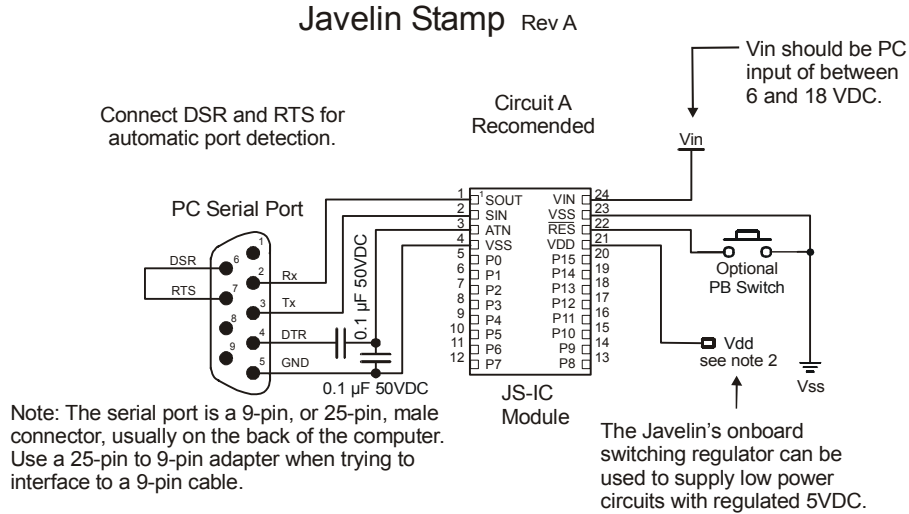 Javelin Stamp Rev A
Vin should be PC
input of between
6 and 18 VDC.
Connect DSR and RTS for
automatic port detection.
Circuit A
Recomended
Vin
PC Serial Port
DSR
RTS
Rx
Tx
DTR
GND
1
6
2
7
3
8
4
9
5
0.1 µF 50VDC
0.1 µF 50VDC
1 1 SOUT VIN 24
2 SIN VSS 23
3 ATN RES 22
4 VSS VDD 21
5 P0 P15 20
6 P1 P14 19
7 P2 P13 18
8 P3 P12 17
9 P4 P11 16
10 P5 P10 15
11 P6 P9 14
12 P7 P8 13
JS-IC
Module
Optional
PB Switch
Vdd
see note 2
Vss
Note: The serial port is a 9-pin, or 25-pin, male
connector, usually on the back of the computer.
Use a 25-pin to 9-pin adapter when trying to
interface to a 9-pin cable.
The Javelin's onboard
switching regulator can be
used to supply low power
circuits with regulated 5VDC.